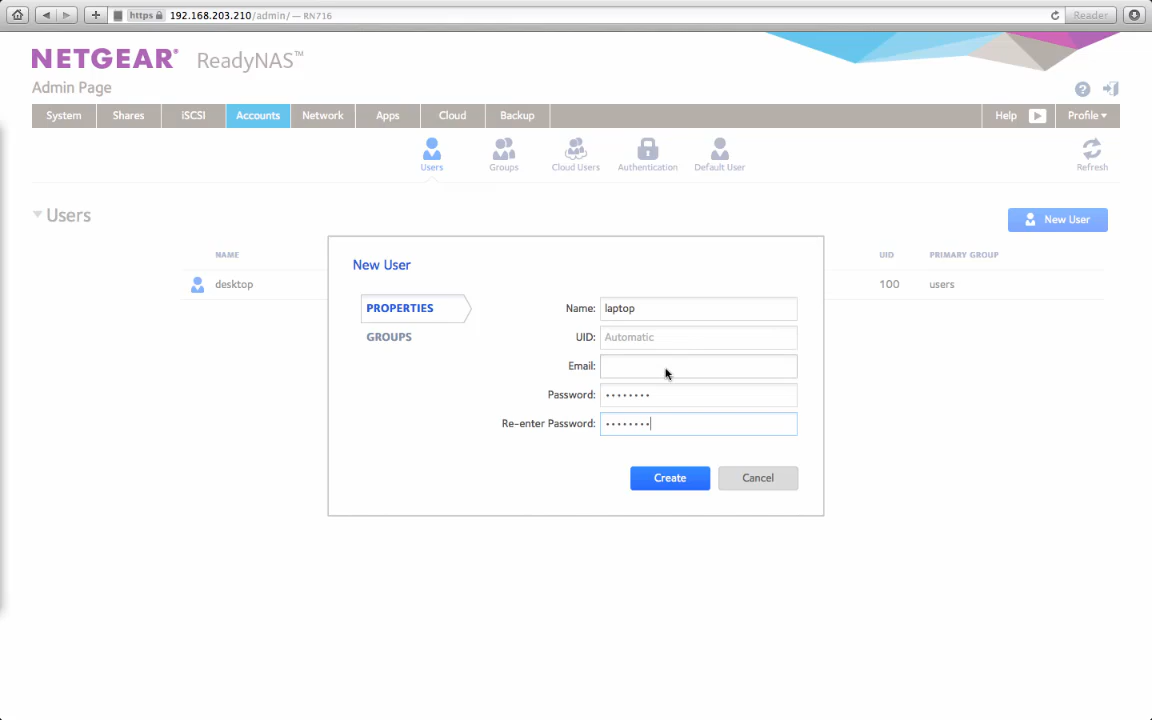 https 192.168.203.210/admin/ — RN716
Reader
NETGEAR® ReadyNAS™
Admin Page
?
System Shares iSCSI Accounts Network Apps Cloud Backup Help Profile
Users Groups Cloud Users Authentication Default User Refresh
Users
New User
NAME UID PRIMARY GROUP
desktop 100 users
New User
PROPERTIES
GROUPS
Name: laptop
UID: Automatic
Email:
Password: ••••••••
Re-enter Password: ••••••••
Create Cancel